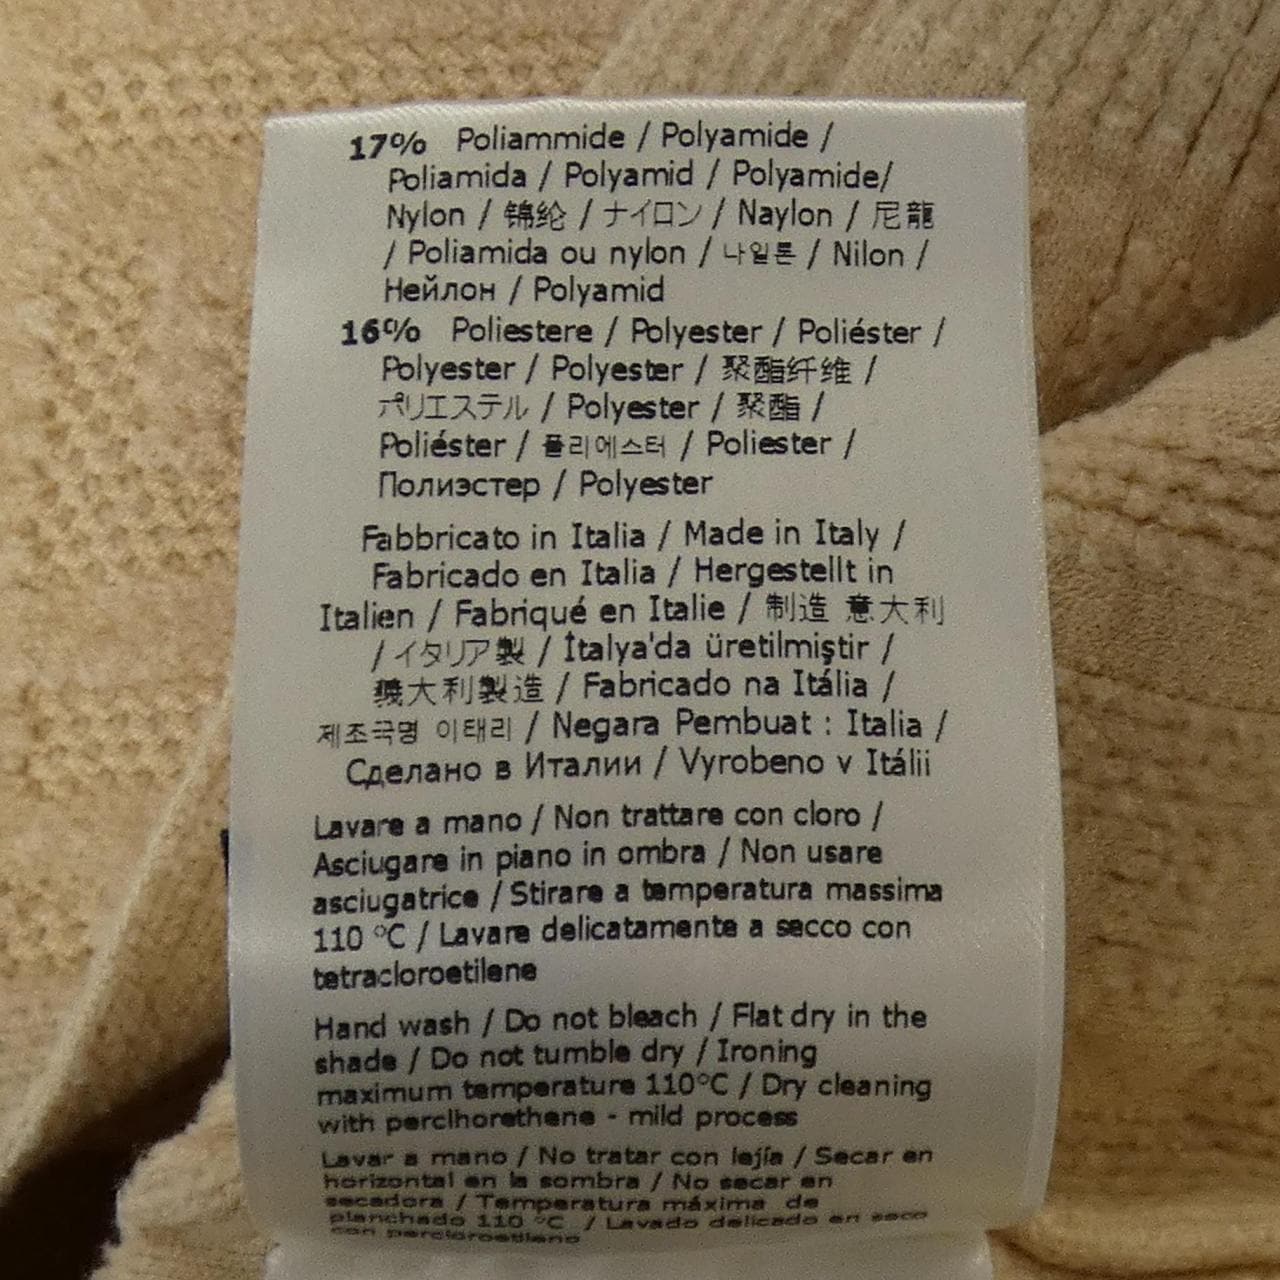 17% Poliammide / Polyamide /
Poliamida / Polyamid / Polyamide/
Nylon / 锦纶 / ナイロン / Naylon / 尼龍
/ Poliamida ou nylon / 나일론 / Nilon /
Нейлон / Polyamid
16% Poliestere / Polyester / Poliéster /
Polyester / Polyester / 聚酯纤维 /
ポリエステル / Polyester / 聚酯 /
Poliéster / 폴리에스터 / Poliester /
Полиэстер / Polyester
Fabbricato in Italia / Made in Italy /
Fabricado en Italia / Hergestellt in
Italien / Fabriqué en Italie / 制造 意大利
/ イタリア製 / İtalya'da üretilmiştir /
義大利製造 / Fabricado na Itália /
제조국명 이태리 / Negara Pembuat : Italia /
Сделано в Италии / Vyrobeno v Itálii
Lavare a mano / Non trattare con cloro /
Asciugare in piano in ombra / Non usare
asciugatrice / Stirare a temperatura massima
110 °C / Lavare delicatamente a secco con
tetracloroetilene
Hand wash / Do not bleach / Flat dry in the
shade / Do not tumble dry / Ironing
maximum temperature 110°C / Dry cleaning
with perclhorethene - mild process
Lavar a mano / No tratar con lejía / Secar en
horizontal en la sombra / No secar en
secadora / Temperatura máxima de
planchado 110 °C / Lavado delicado en seco
con percloroetileno